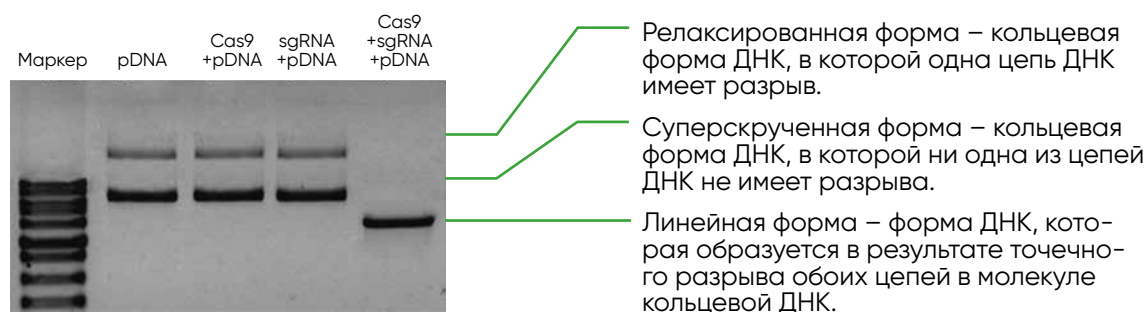 Маркер
pDNA
Cas9
+pDNA
sgRNA
+pDNA
Cas9
+sgRNA
+pDNA
Релаксированная форма – кольцевая
форма ДНК, в которой одна цепь ДНК
имеет разрыв.
Суперскрученная форма – кольцевая
форма ДНК, в которой ни одна из цепей
ДНК не имеет разрыва.
Линейная форма – форма ДНК, кото-
рая образуется в результате точечно-
го разрыва обоих цепей в молекуле
кольцевой ДНК.